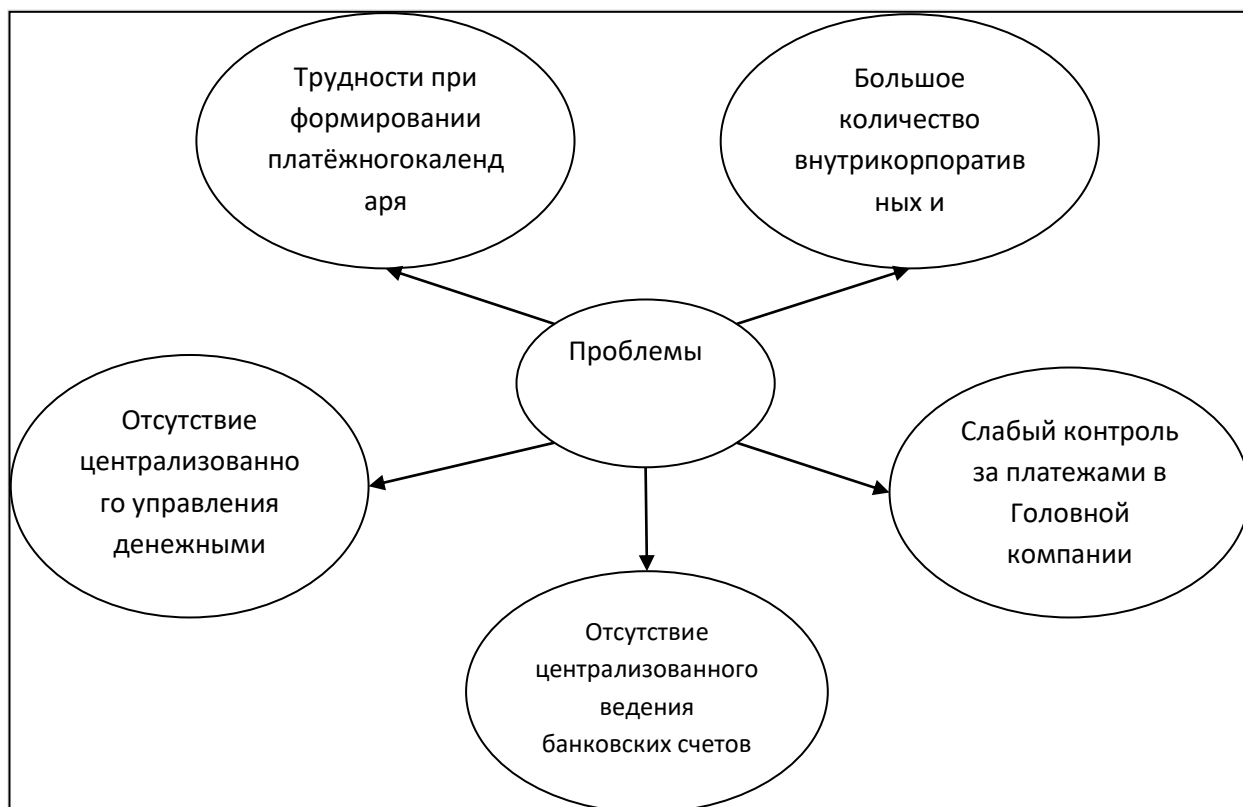 Трудности при
формировании
платёжногокаленд
аря
Большое
количество
внутрикорпоратив
ных и
Проблемы
Отсутствие
централизованно
го управления
денежными
Слабый контроль
за платежами в
Головной
компании
Отсутствие
централизованного
ведения
банковских счетов